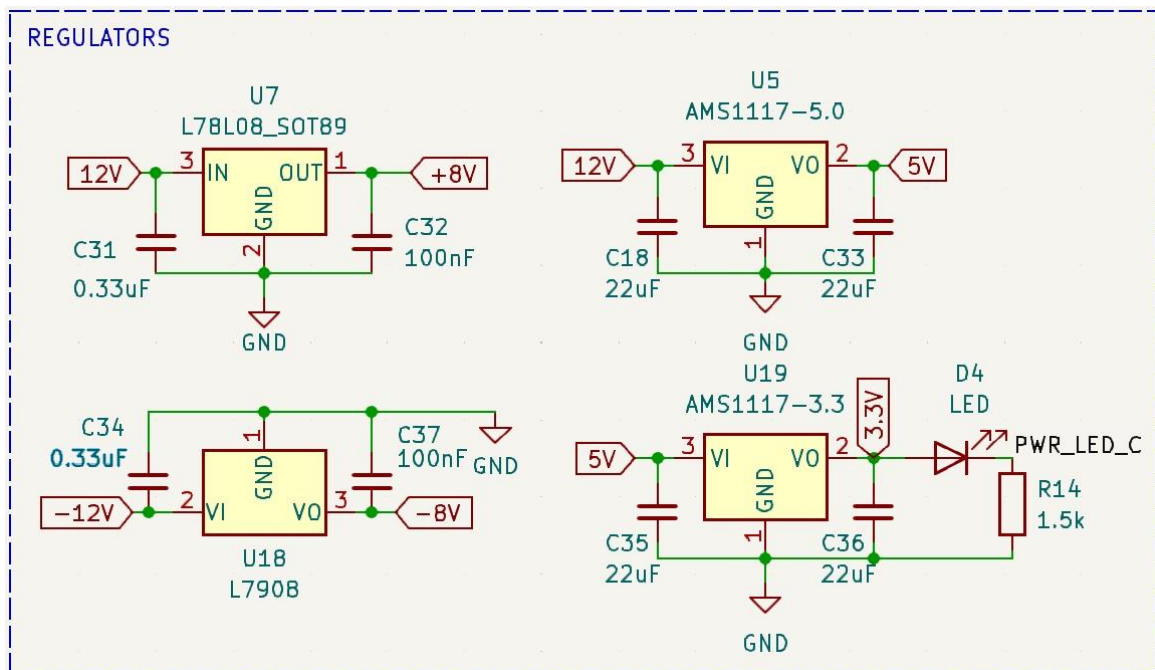 REGULATORS
U7
L78L08_SOT89
12V
3
IN
OUT
1
+8V
GND
2
C31
0.33uF
C32
100nF
GND
U5
AMS1117-5.0
12V
3
VI
VO
2
5V
GND
1
C18
22uF
C33
22uF
GND
C34
0.33uF
1
GND
C37
100nF
GND
-12V
2
VI
VO
3
-8V
U18
L7908
U19
AMS1117-3.3
5V
3
VI
VO
2
3.3V
GND
1
D4
LED
PWR_LED_C
R14
1.5k
C35
22uF
C36
22uF
GND